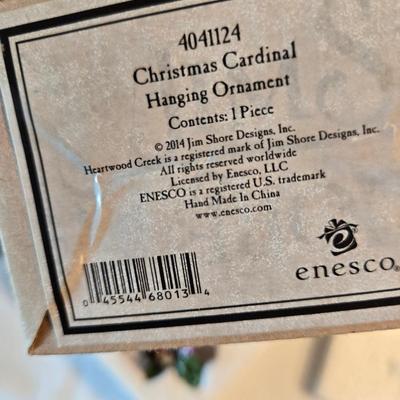 4041124
Christmas Cardinal
Hanging Ornament
Contents: 1 Piece
© 2014 Jim Shore Designs, Inc.
Heartwood Creek is a registered mark of Jim Shore Designs, Inc.
All rights reserved worldwide
Licensed by Enesco, LLC
ENESCO is a registered U.S. trademark
Hand Made In China
www.enesco.com
enesco®
0 45544 68013 4